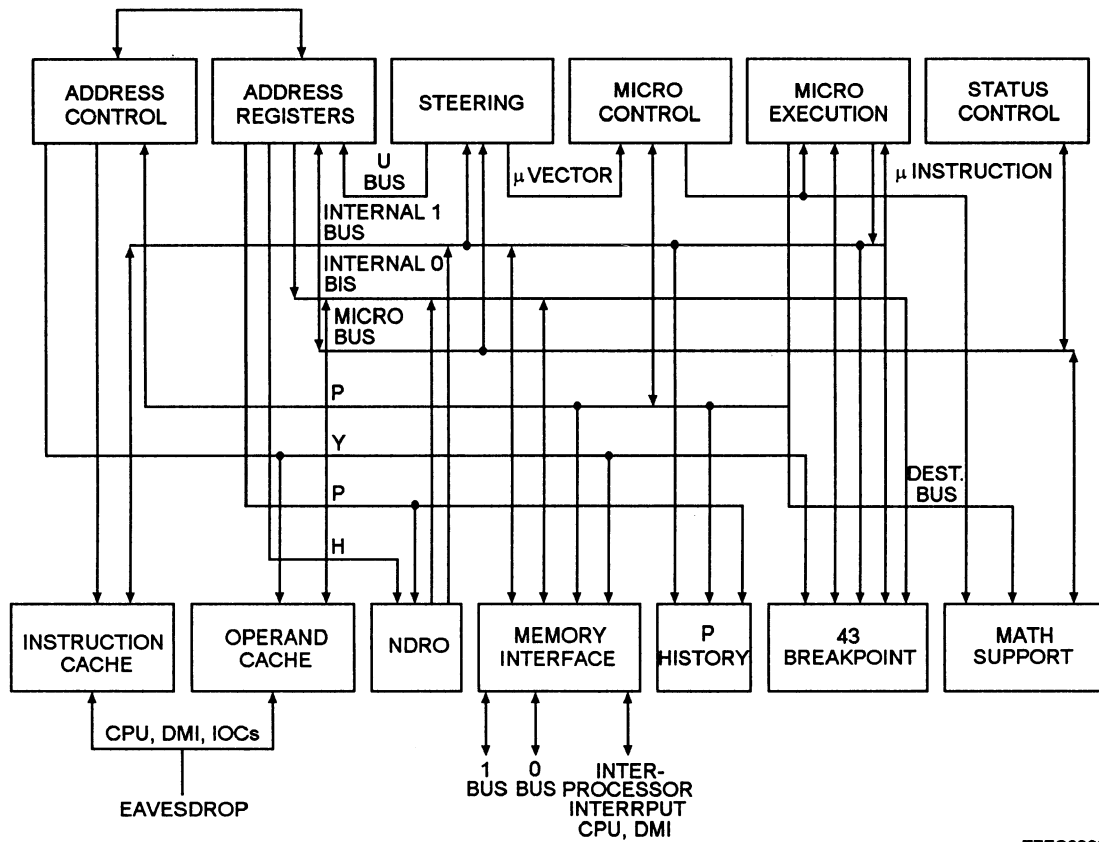 ADDRESS
CONTROL
ADDRESS
REGISTERS
STEERING
MICRO
CONTROL
MICRO
EXECUTION
STATUS
CONTROL
U
BUS
μ VECTOR
μ INSTRUCTION
INTERNAL 1
BUS
INTERNAL 0
BIS
MICRO
BUS
P
Y
P
H
DEST.
BUS
INSTRUCTION
CACHE
OPERAND
CACHE
NDRO
MEMORY
INTERFACE
P
HISTORY
43
BREAKPOINT
MATH
SUPPORT
CPU, DMI, IOCs
EAVESDROP
1
BUS
0
BUS
INTER-
PROCESSOR
INTERRPUT
CPU, DMI